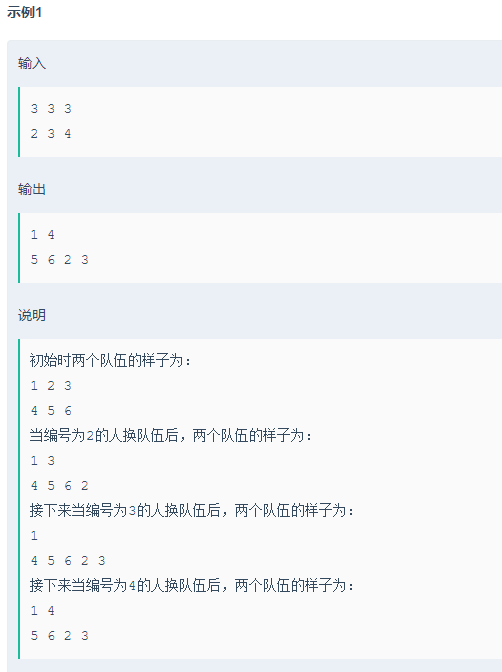 示例1
输入
3 3 3
2 3 4
输出
1 4
5 6 2 3
说明
初始时两个队伍的样子为：
1 2 3
4 5 6
当编号为2的人换队伍后，两个队伍的样子为：
1 3
4 5 6 2
接下来当编号为3的人换队伍后，两个队伍的样子为：
1
4 5 6 2 3
接下来当编号为4的人换队伍后，两个队伍的样子为：
1 4
5 6 2 3